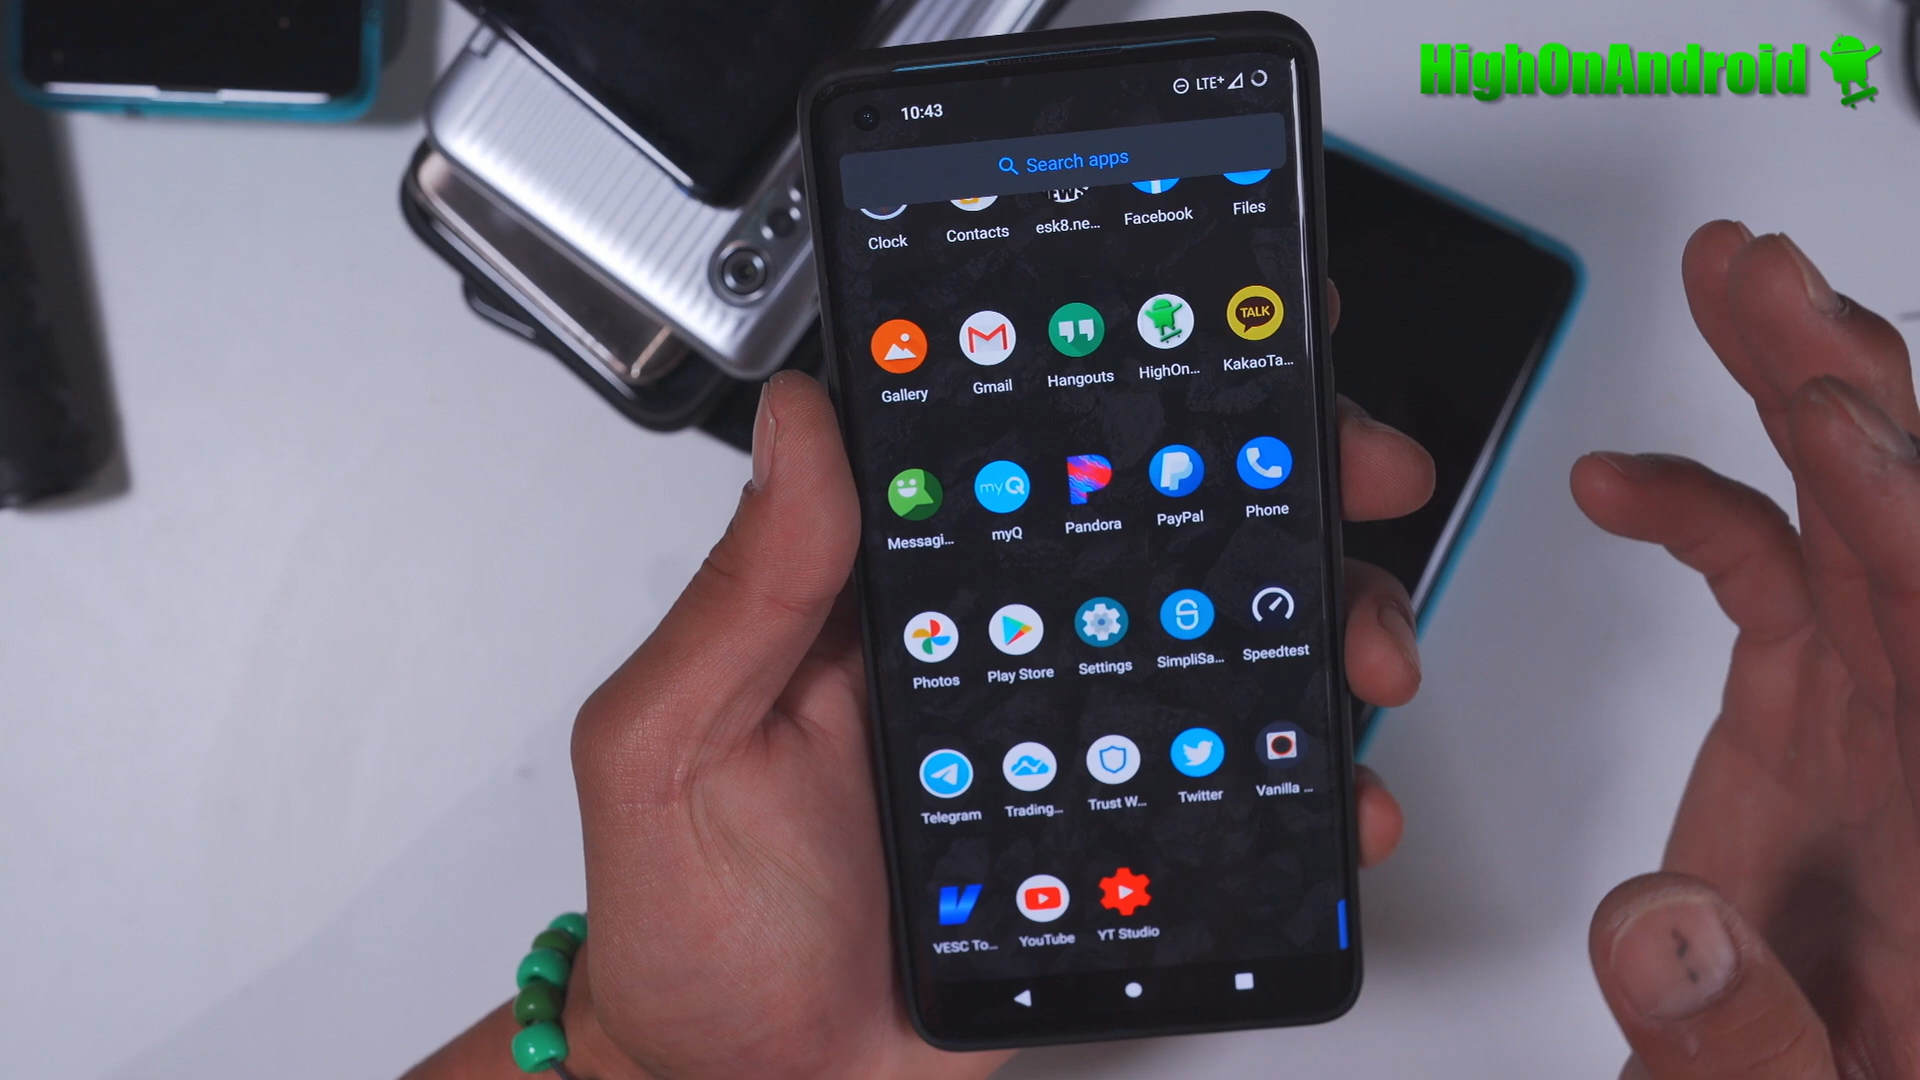 HighOnAndroid
10:43
LTE+
Search apps
Clock
Contacts
esk8.ne...
Facebook
Files
TALK
Gallery
Gmail
Hangouts
HighOn...
KakaoTa...
myQ
Messagi...
myQ
Pandora
PayPal
Phone
Photos
Play Store
Settings
SimpliSa...
Speedtest
Telegram
Trading...
Trust W...
Twitter
Vanilla ...
VESC To...
YouTube
YT Studio